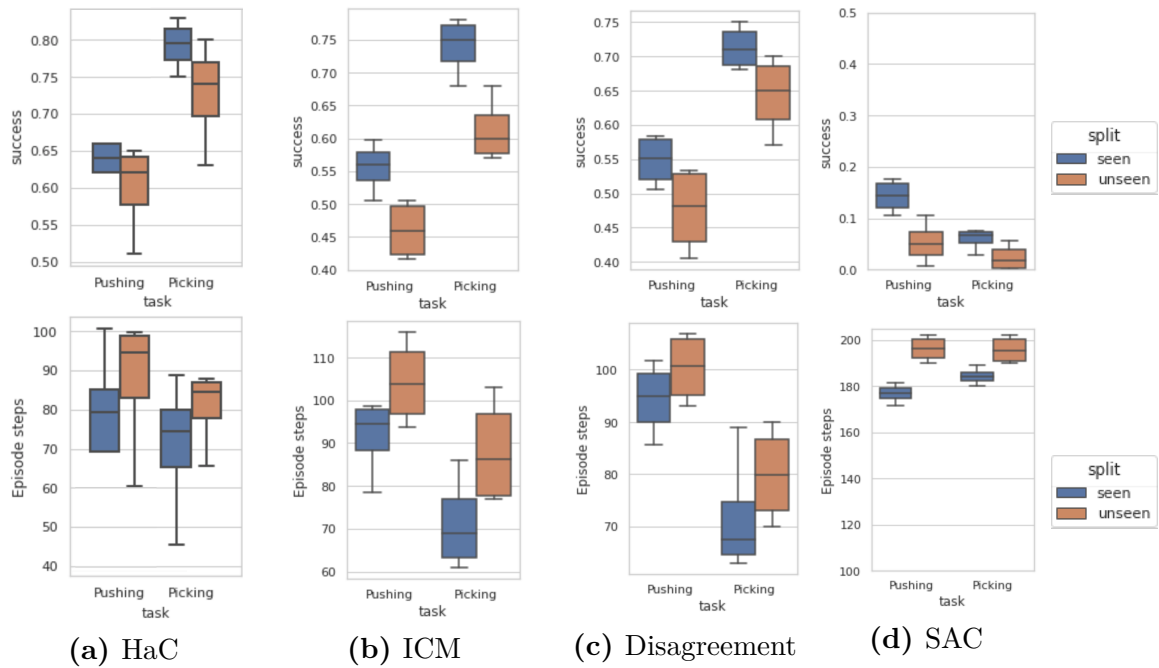 success
0.80
0.75
0.70
0.65
0.60
0.55
0.50
Pushing Picking
task
success
0.75
0.70
0.65
0.60
0.55
0.50
0.45
0.40
Pushing Picking
task
success
0.75
0.70
0.65
0.60
0.55
0.50
0.45
0.40
Pushing Picking
task
success
0.5
0.4
0.3
0.2
0.1
0.0
Pushing Picking
task
split
seen
unseen
Episode steps
100
90
80
70
60
50
40
Pushing Picking
task
Episode steps
110
100
90
80
70
60
Pushing Picking
task
Episode steps
100
90
80
70
Pushing Picking
task
Episode steps
200
180
160
140
120
100
Pushing Picking
task
split
seen
unseen
(a) HaC
(b) ICM
(c) Disagreement
(d) SAC